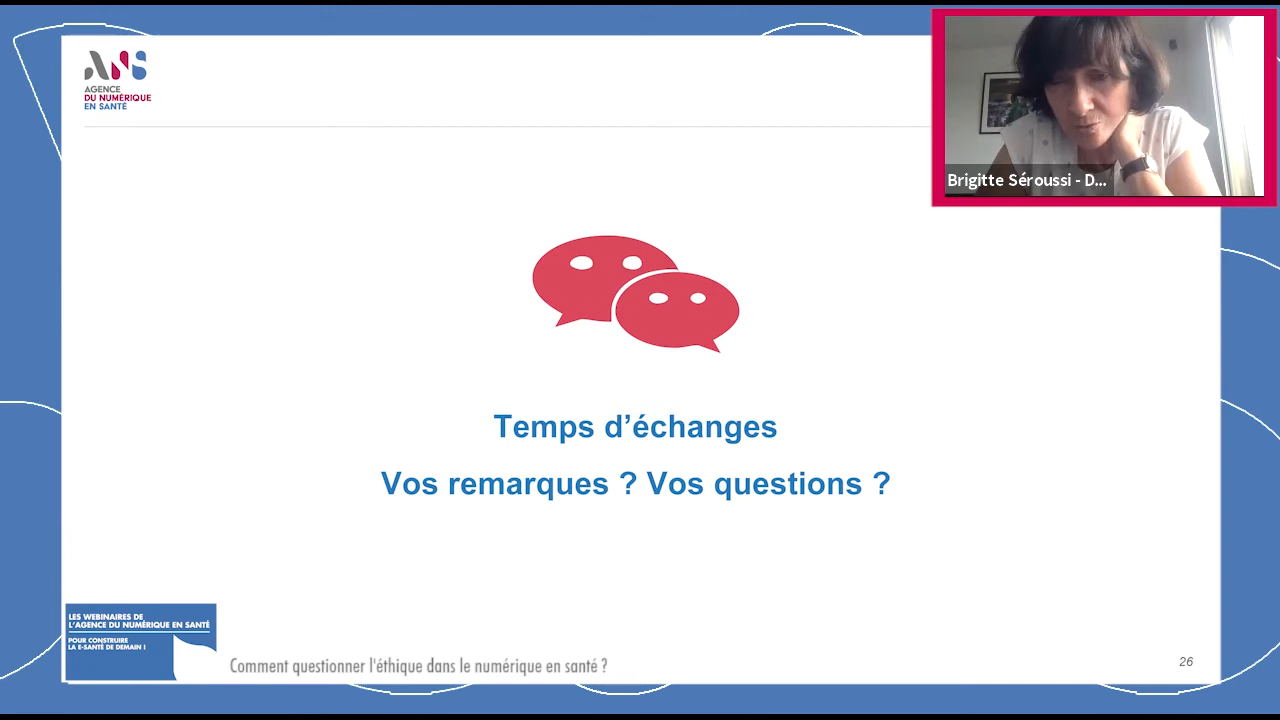 ANS
AGENCE
DU NUMÉRIQUE
EN SANTÉ
Brigitte Séroussi - D...
Temps d’échanges
Vos remarques ? Vos questions ?
LES WEBINAIRES DE
L'AGENCE DU NUMÉRIQUE EN SANTÉ
POUR CONSTRUIRE
LA E-SANTÉ DE DEMAIN !
Comment questionner l'éthique dans le numérique en santé ?
26